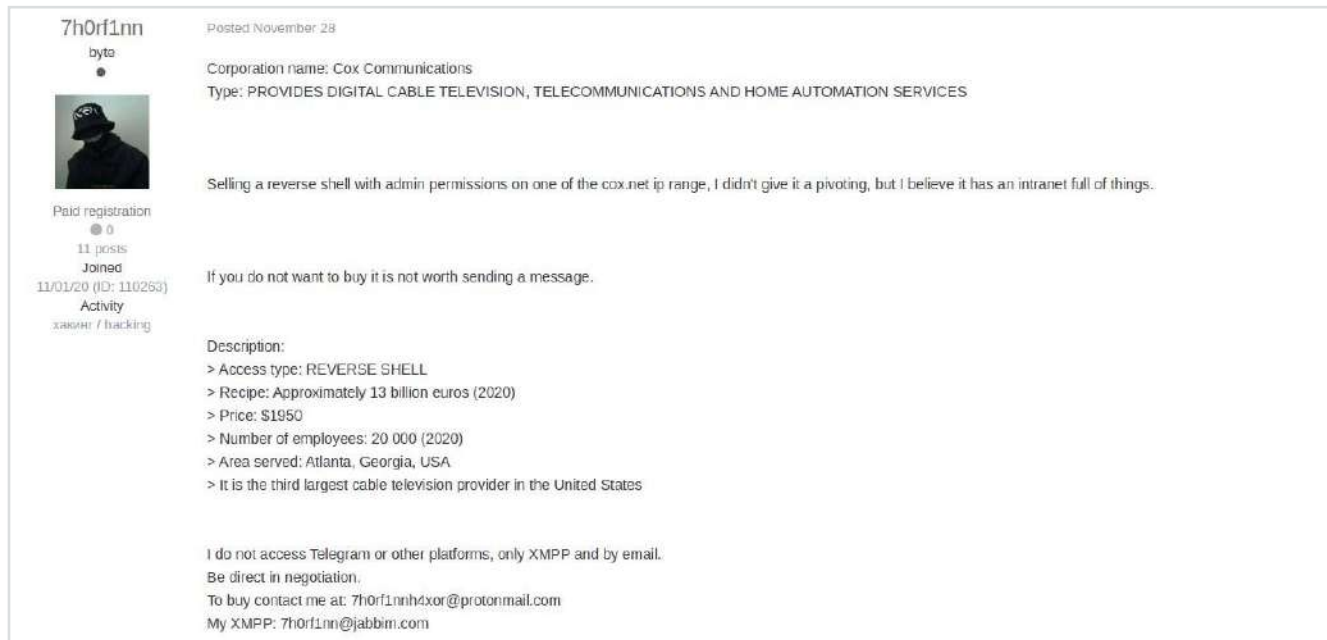 7h0rf1nn
byte
Paid registration
0
11 posts
Joined
11/01/20 (ID: 110263)
Activity
хакинг / hacking
Posted November 28
Corporation name: Cox Communications
Type: PROVIDES DIGITAL CABLE TELEVISION, TELECOMMUNICATIONS AND HOME AUTOMATION SERVICES
Selling a reverse shell with admin permissions on one of the cox.net ip range, I didn't give it a pivoting, but I believe it has an intranet full of things.
If you do not want to buy it is not worth sending a message.
Description:
> Access type: REVERSE SHELL
> Recipe: Approximately 13 billion euros (2020)
> Price: $1950
> Number of employees: 20 000 (2020)
> Area served: Atlanta, Georgia, USA
> It is the third largest cable television provider in the United States
I do not access Telegram or other platforms, only XMPP and by email.
Be direct in negotiation.
To buy contact me at: 7h0rf1nnh4xor@protonmail.com
My XMPP: 7h0rf1nn@jabbim.com